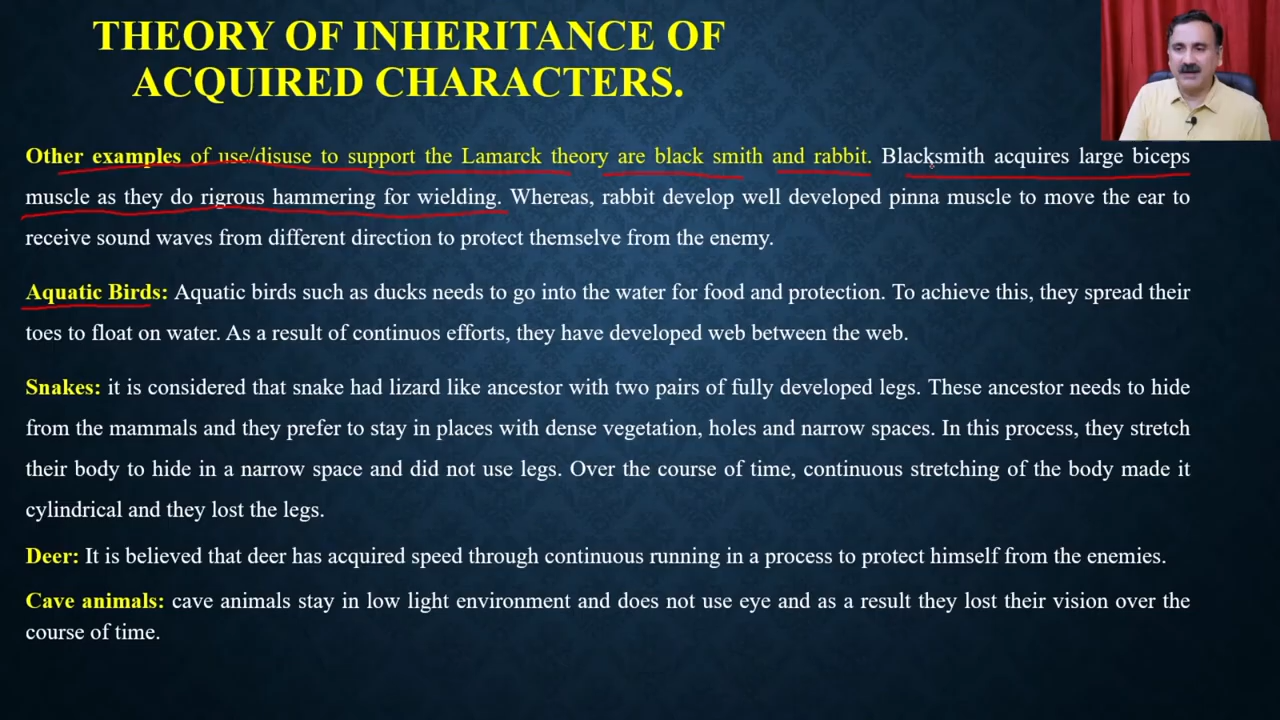 THEORY OF INHERITANCE OF
ACQUIRED CHARACTERS.
Other examples of use/disuse to support the Lamarck theory are black smith and rabbit. Blacksmith acquires large biceps
muscle as they do rigrous hammering for wielding. Whereas, rabbit develop well developed pinna muscle to move the ear to
receive sound waves from different direction to protect themselve from the enemy.
Aquatic Birds: Aquatic birds such as ducks needs to go into the water for food and protection. To achieve this, they spread their
toes to float on water. As a result of continuos efforts, they have developed web between the web.
Snakes: it is considered that snake had lizard like ancestor with two pairs of fully developed legs. These ancestor needs to hide
from the mammals and they prefer to stay in places with dense vegetation, holes and narrow spaces. In this process, they stretch
their body to hide in a narrow space and did not use legs. Over the course of time, continuous stretching of the body made it
cylindrical and they lost the legs.
Deer: It is believed that deer has acquired speed through continuous running in a process to protect himself from the enemies.
Cave animals: cave animals stay in low light environment and does not use eye and as a result they lost their vision over the
course of time.